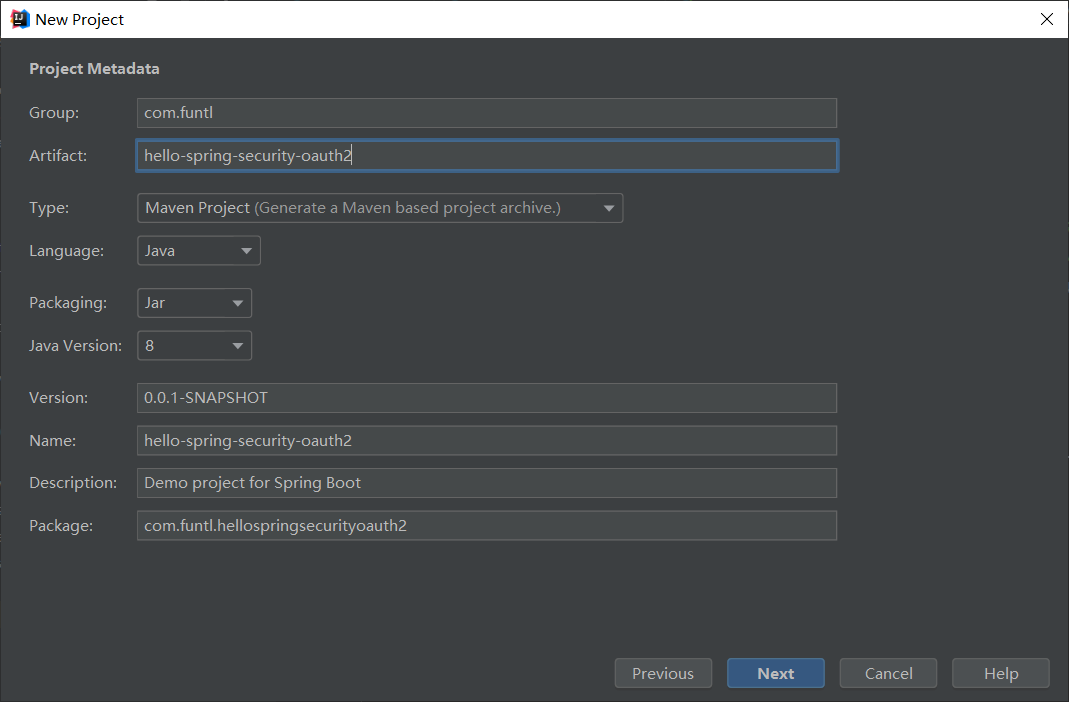 New Project
Project Metadata
Group: com.funtl
Artifact: hello-spring-security-oauth2
Type: Maven Project (Generate a Maven based project archive.)
Language: Java
Packaging: Jar
Java Version: 8
Version: 0.0.1-SNAPSHOT
Name: hello-spring-security-oauth2
Description: Demo project for Spring Boot
Package: com.funtl.hellospringsecurityoauth2
Previous Next Cancel Help